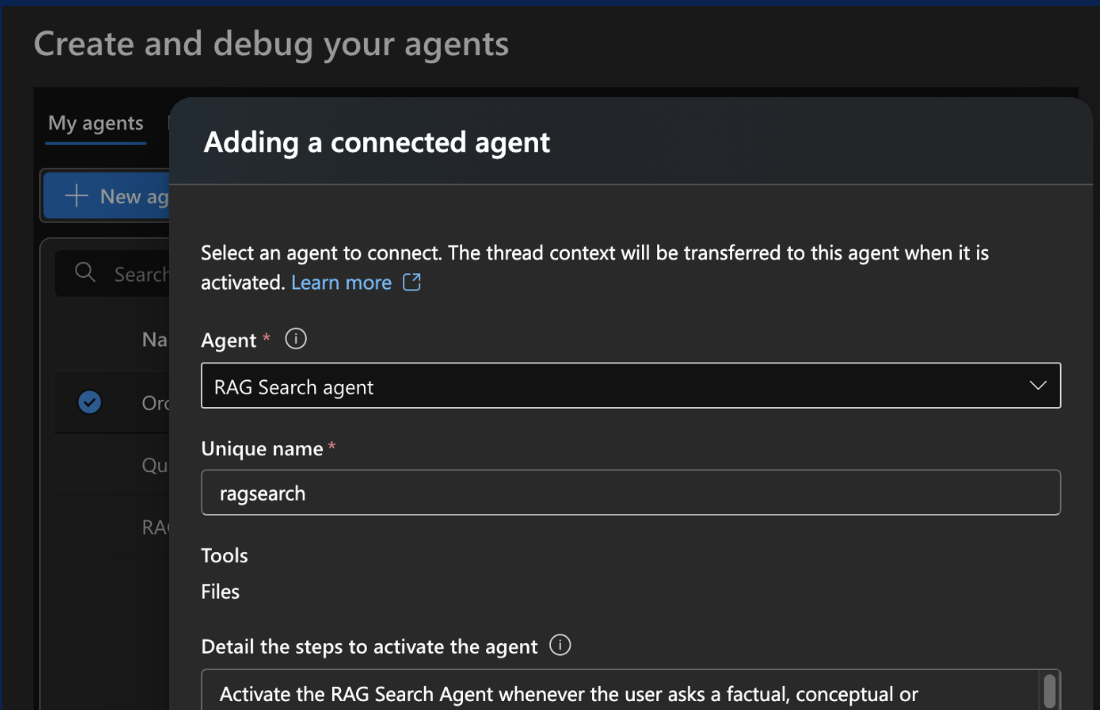 Create and debug your agents
My agents
Adding a connected agent
New ag
Select an agent to connect. The thread context will be transferred to this agent when it is
activated. Learn more
Search
Na
Agent *
RAG Search agent
Orc
Unique name *
Qu
ragsearch
RAG
Tools
Files
Detail the steps to activate the agent
Activate the RAG Search Agent whenever the user asks a factual, conceptual or